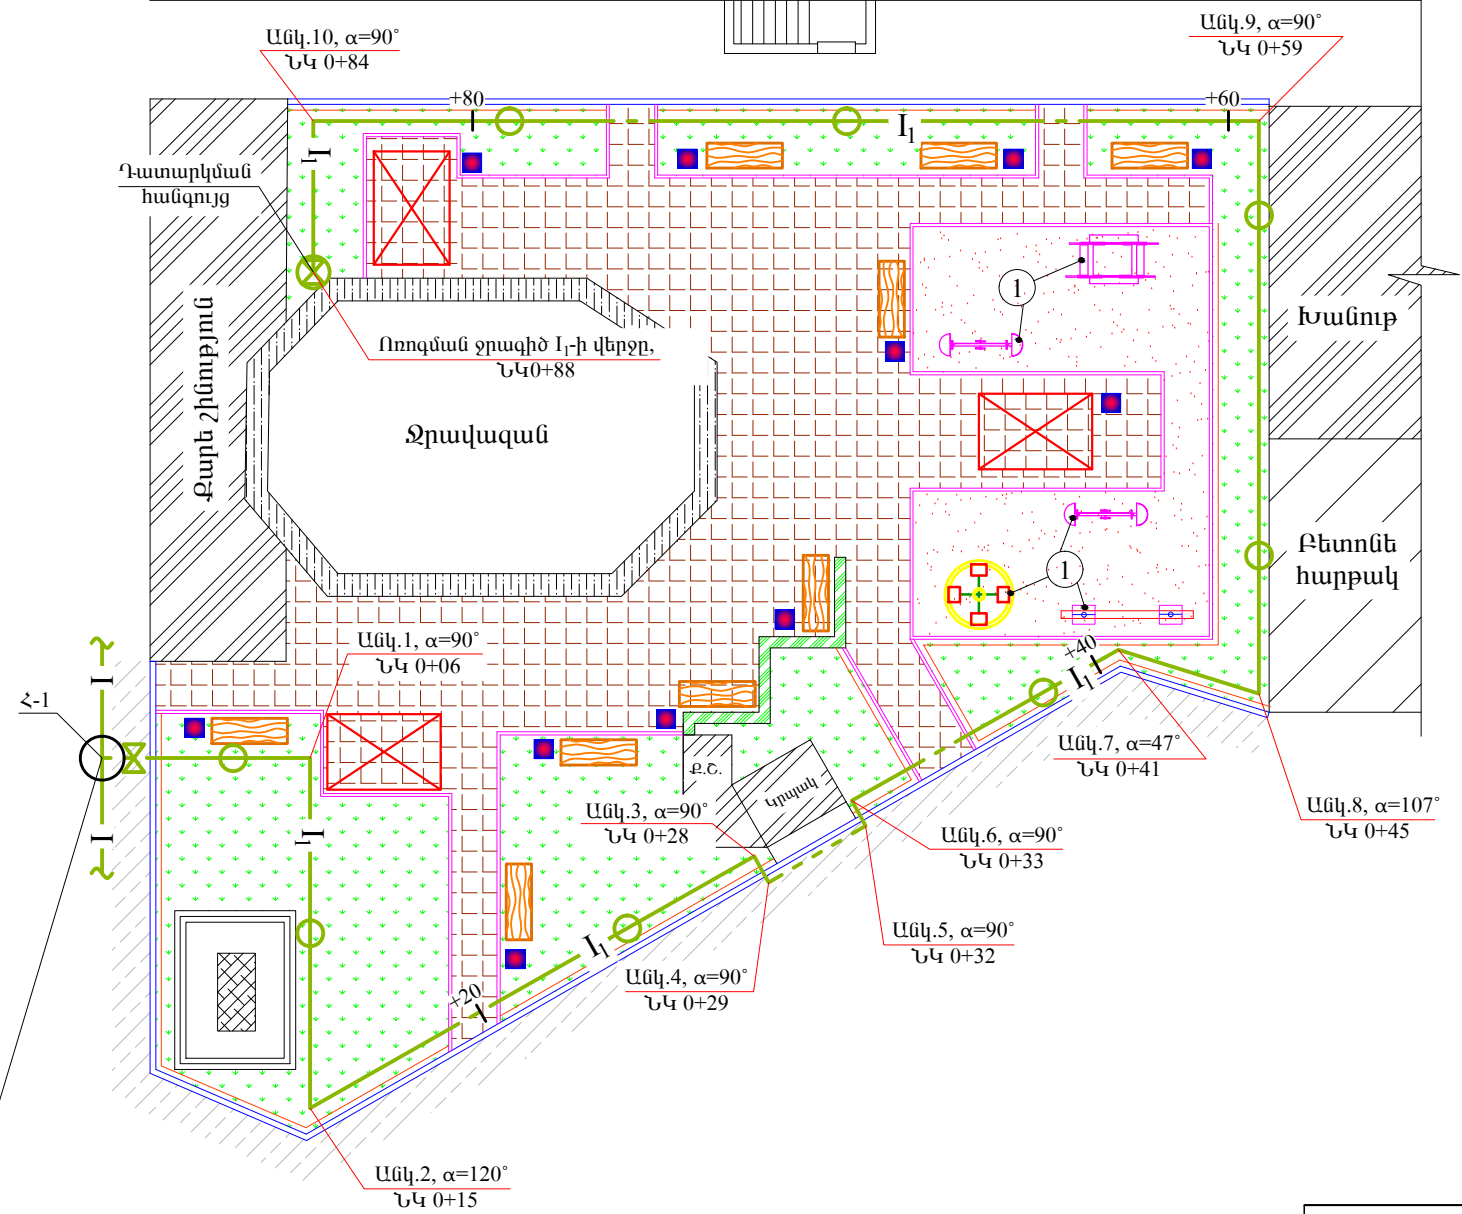 Անկ.10, α=90°
ՆԿ 0+84
Անկ.9, α=90°
ՆԿ 0+59
+80
+60
I₁
I₁
Դատարկման
հանգույց
1
Խանութ
Քարե շինություն
Ոռոգման ջրագիծ I₁-ի վերջը,
ՆԿ0+88
Ջրավազան
Բետոնե
հարթակ
1
Անկ.1, α=90°
ՆԿ 0+06
+40
I₁
I
Հ-1
Անկ.7, α=47°
ՆԿ 0+41
Ք.Շ.
Կրպակ
Անկ.3, α=90°
ՆԿ 0+28
Անկ.8, α=107°
ՆԿ 0+45
I
I₁
Անկ.6, α=90°
ՆԿ 0+33
Անկ.5, α=90°
ՆԿ 0+32
I₁
Անկ.4, α=90°
ՆԿ 0+29
+20
Անկ.2, α=120°
ՆԿ 0+15